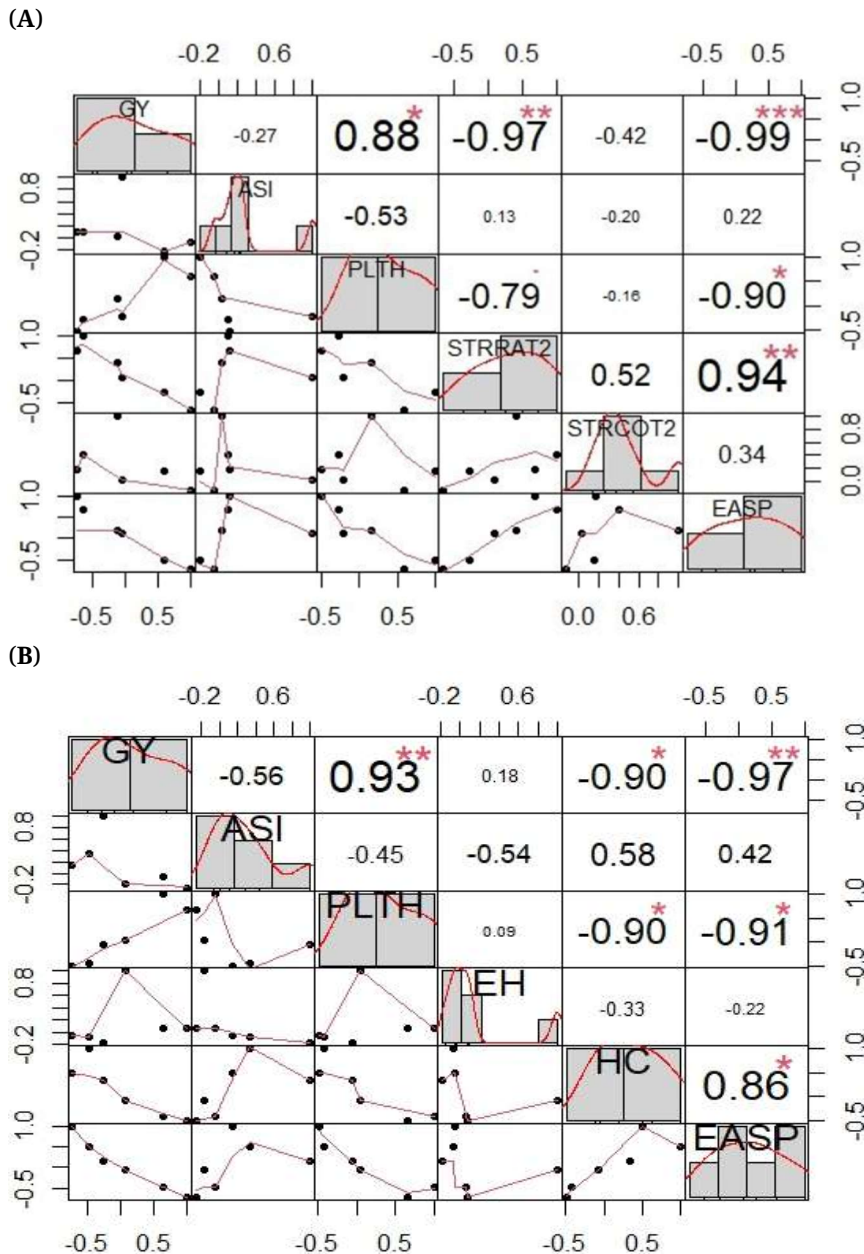 (A)
-0.2 0.6 -0.5 0.5 -0.5 0.5
GY -0.27 0.88 * -0.97 ** -0.42 -0.99 *** -0.5 1.0
-0.2 0.8 ASI -0.53 0.13 -0.20 0.22
PLTH -0.79 . -0.16 -0.90 * -0.5 1.0
-0.5 1.0 STRRAT2 0.52 0.94 **
STRCOT2 0.34 0.0 0.8
-0.5 1.0 EASP
-0.5 0.5 -0.5 0.5 0.0 0.6
(B)
-0.2 0.6 -0.2 0.6 -0.5 0.5
GY -0.56 0.93 ** 0.18 -0.90 * -0.97 ** -0.5 1.0
-0.2 0.8 ASI -0.45 -0.54 0.58 0.42
PLTH 0.09 -0.90 * -0.91 * -0.5 1.0
-0.2 0.8 EH -0.33 -0.22
HC 0.86 * -0.5 1.0
-0.5 1.0 EASP
-0.5 0.5 -0.5 0.5 -0.5 0.5